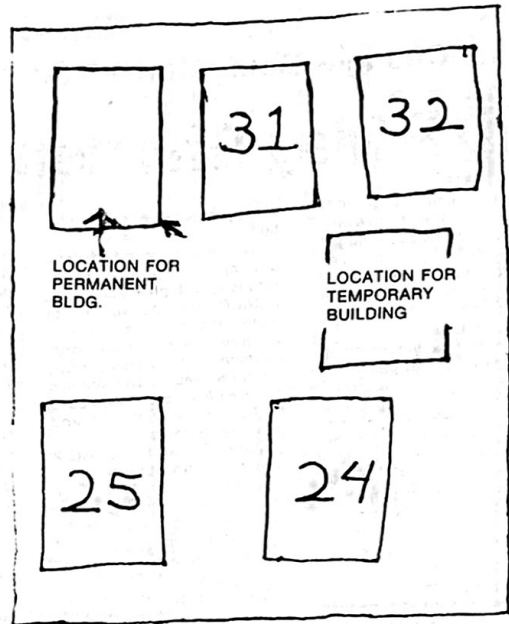 31
32
LOCATION FOR
PERMANENT
BLDG.
LOCATION FOR
TEMPORARY
BUILDING
25
24